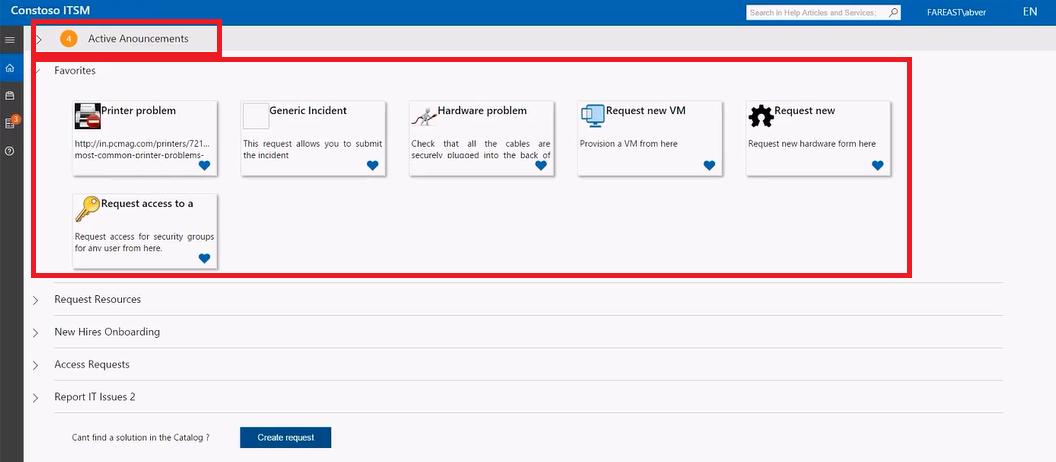 Constoso ITSM
Search in Help Articles and Services;
FAREAST\abver
EN
4
Active Anouncements
Favorites
Printer problem
http://in.pcmag.com/printers/721...
most-common-printer-problems-
Generic Incident
This request allows you to submit
the incident
Hardware problem
Check that all the cables are
securely plugged into the back of
Request new VM
Provision a VM from here
Request new
Request new hardware form here
3
Request access to a
Request access for security groups
for any user from here.
Request Resources
New Hires Onboarding
Access Requests
Report IT Issues 2
Cant find a solution in the Catalog ?
Create request